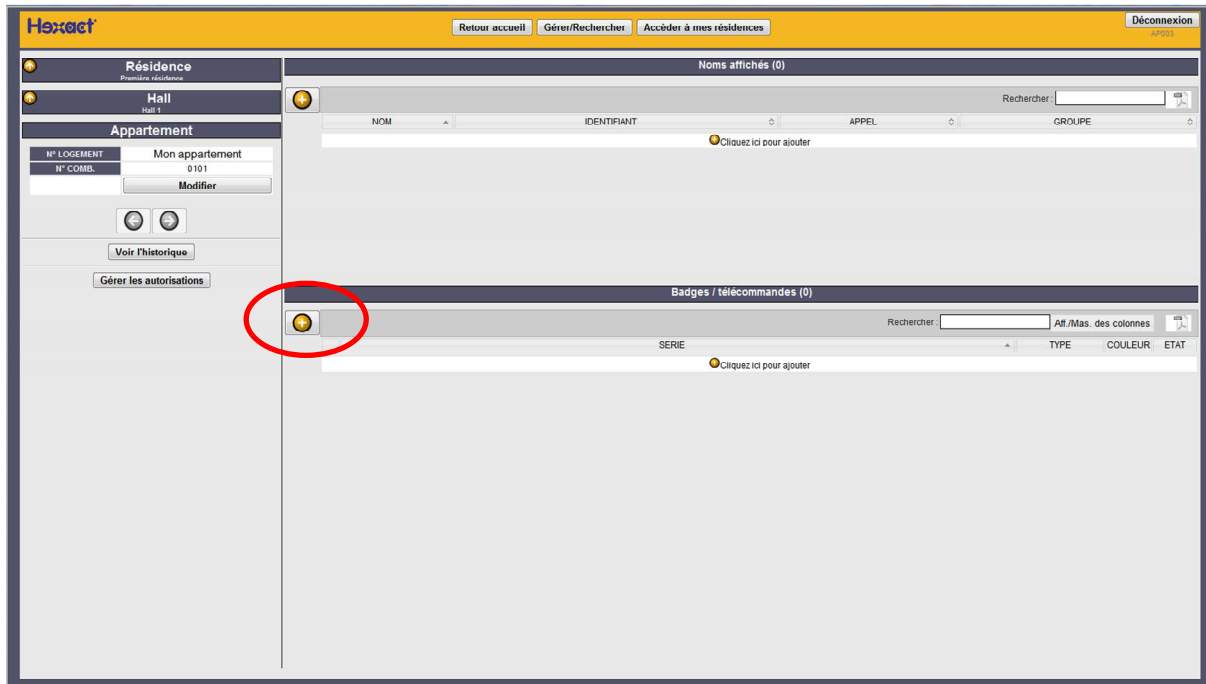 Hexact
Retour accueil Gérer/Rechercher Accèder à mes résidences
Déconnexion
AP003
Résidence
Première résidence
Hall
Hall 1
Appartement
N° LOGEMENT Mon appartement
N° COMB. 0101
Modifier
Voir l'historique
Gérer les autorisations
Noms affichés (0)
Rechercher :
NOM IDENTIFIANT APPEL GROUPE
Cliquez ici pour ajouter
Badges / télécommandes (0)
Rechercher : Aff./Mas. des colonnes
SERIE TYPE COULEUR ETAT
Cliquez ici pour ajouter